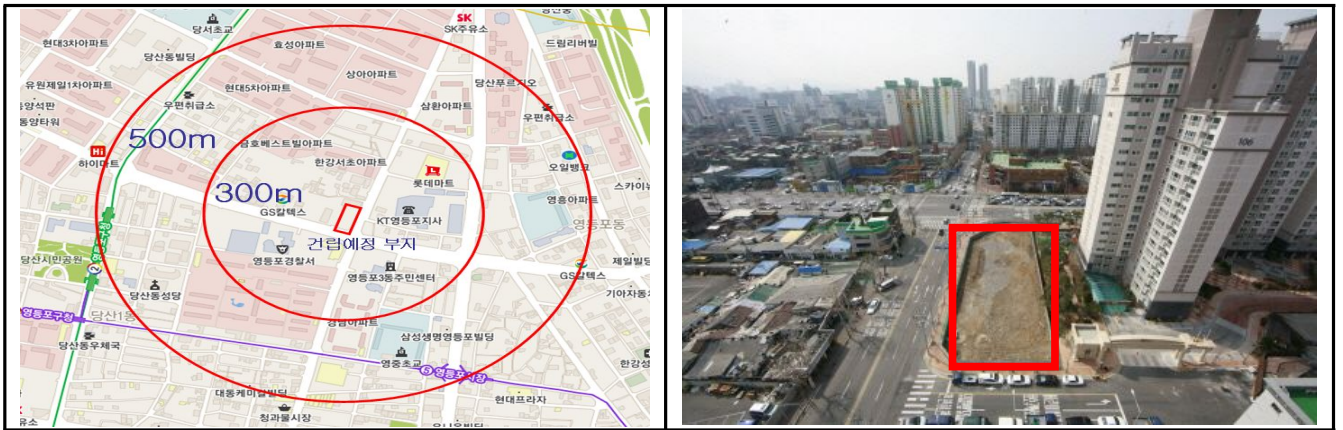 당서초교
SK
SK주유소
현대3차아파트
효성아파트
드림리버빌
당산동빌딩
상아아파트
유원제일1차아파트
현대5차아파트
당산푸르지오
우편취급소
삼환아파트
우편취급소
동양타워
500m
금호베스트빌아파트
Hi
하이마트
한강서초아파트
오일뱅크
L
롯데마트
300m
GS칼텍스
KT영등포지사
영흥아파트
영등포동
건립예정 부지
영등포경찰서
당산시민공원
2
제일빌딩
영등포3동주민센터
GS칼텍스
당산동성당
영등포구청
당산1동
경남아파트
삼성생명영등포빌딩
당산동우체국
영중초교
5
영등포시장
대동케미칼빌딩
현대프라자
청과물시장
106